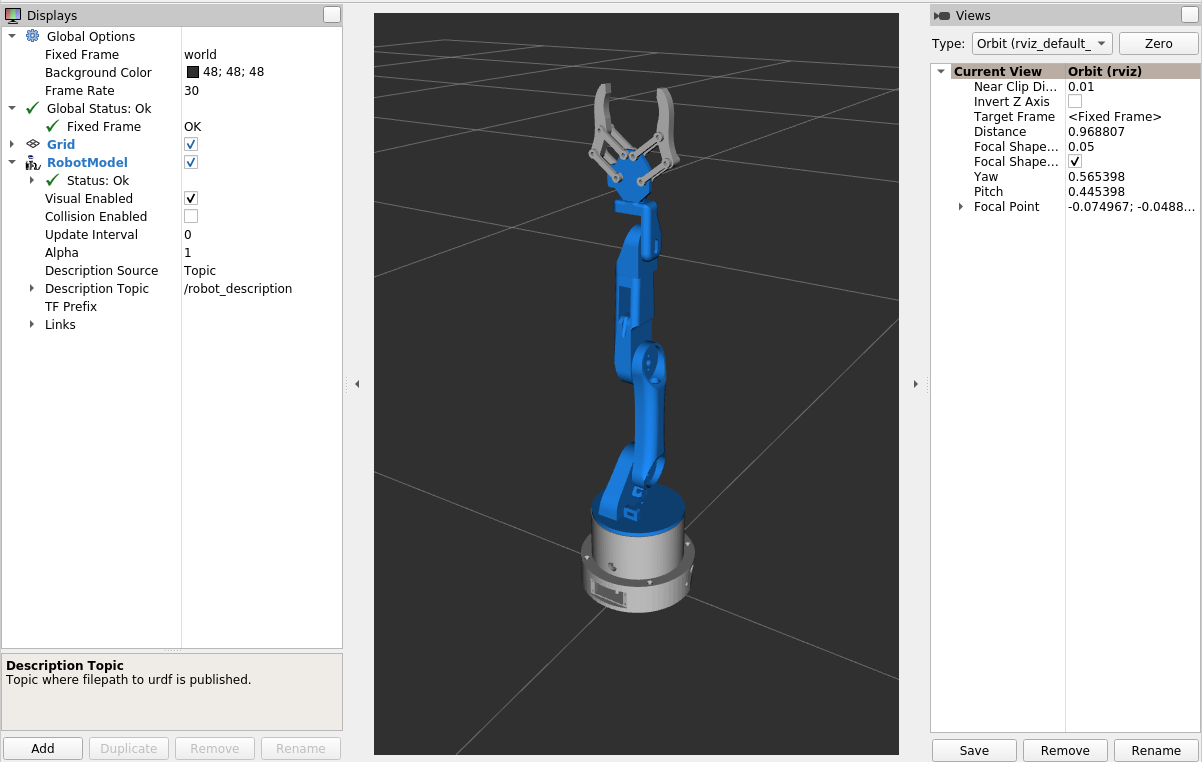 Displays
Global Options
Fixed Frame world
Background Color 48; 48; 48
Frame Rate 30
Global Status: Ok
Fixed Frame OK
Grid
RobotModel
Status: Ok
Visual Enabled
Collision Enabled
Update Interval 0
Alpha 1
Description Source Topic
Description Topic /robot_description
TF Prefix
Links
Description Topic
Topic where filepath to urdf is published.
Add Duplicate Remove Rename
Views
Type: Orbit (rviz_default_ Zero
Current View Orbit (rviz)
Near Clip Di... 0.01
Invert Z Axis
Target Frame <Fixed Frame>
Distance 0.968807
Focal Shape... 0.05
Focal Shape...
Yaw 0.565398
Pitch 0.445398
Focal Point -0.074967; -0.0488...
Save Remove Rename